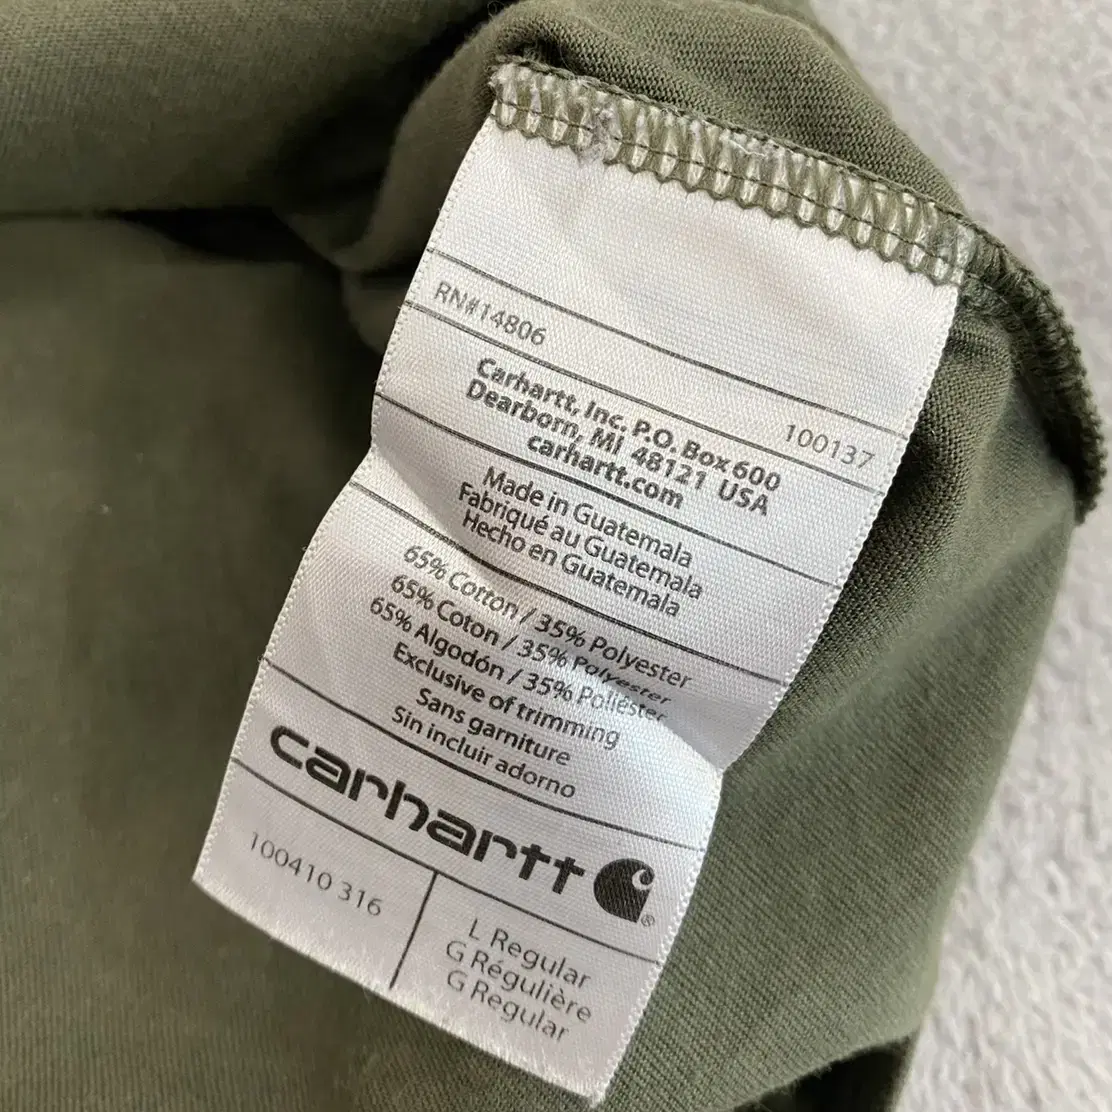 RN#14806
100137
Carhartt, Inc. P.O. Box 600
Dearborn, MI 48121 USA
carhartt.com
Made in Guatemala
Fabriqué au Guatemala
Hecho en Guatemala
65% Cotton / 35% Polyester
65% Coton / 35% Polyester
65% Algodón / 35% Poliéster
Exclusive of trimming
Sans garniture
Sin incluir adorno
carhartt ®
100410 316
L Regular
G Régulière
G Regular